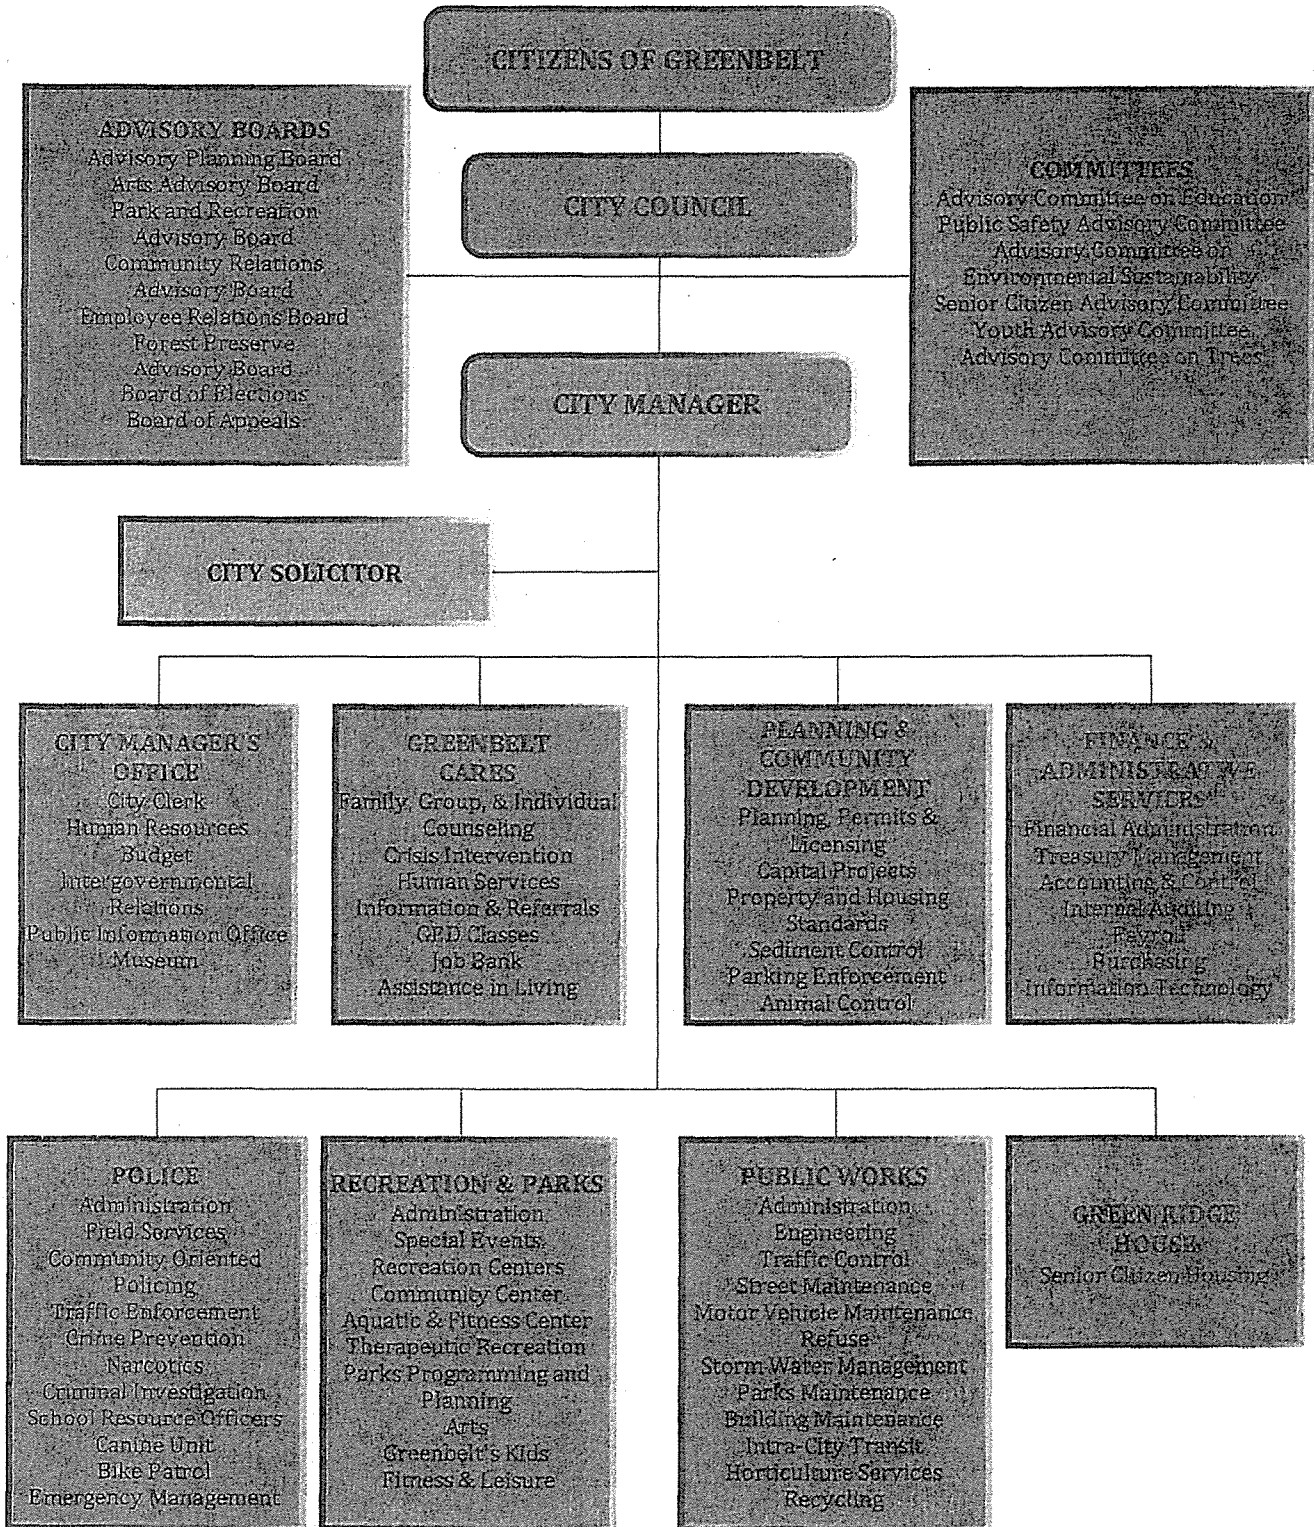 CITIZENS OF GREENBELT
ADVISORY BOARDS
Advisory Planning Board
Arts Advisory Board
Park and Recreation
Advisory Board
Community Relations
Advisory Board
Employee Relations Board
Forest Preserve
Advisory Board
Board of Elections
Board of Appeals
CITY COUNCIL
COMMITTEES
Advisory Committee on Education
Public Safety Advisory Committee
Advisory Committee on
Environmental Sustainability
Senior Citizen Advisory Committee
Youth Advisory Committee
Advisory Committee on Trees
CITY MANAGER
CITY SOLICITOR
CITY MANAGER'S
OFFICE
City Clerk
Human Resources
Budget
Intergovernmental
Relations
Public Information Office
Museum
GREENBELT
CARES
Family, Group, & Individual
Counseling
Crisis Intervention
Human Services
Information & Referrals
GED Classes
Job Bank
Assistance in Living
PLANNING &
COMMUNITY
DEVELOPMENT
Planning, Permits &
Licensing
Capital Projects
Property and Housing
Standards
Sediment Control
Parking Enforcement
Animal Control
FINANCE &
ADMINISTRATIVE
SERVICES
Financial Administration
Treasury Management
Accounting & Control
Internal Auditing
Payroll
Purchasing
Information Technology
POLICE
Administration
Field Services
Community Oriented
Policing
Traffic Enforcement
Crime Prevention
Narcotics
Criminal Investigation
School Resource Officers
Canine Unit
Bike Patrol
Emergency Management
RECREATION & PARKS
Administration
Special Events
Recreation Centers
Community Center
Aquatic & Fitness Center
Therapeutic Recreation
Parks Programming and
Planning
Arts
Greenbelt's Kids
Fitness & Leisure
PUBLIC WORKS
Administration
Engineering
Traffic Control
Street Maintenance
Motor Vehicle Maintenance
Refuse
Storm-Water Management
Parks Maintenance
Building Maintenance
Intra-City Transit
Horticulture Services
Recycling
GREEN RIDGE
HOUSE
Senior Citizen Housing